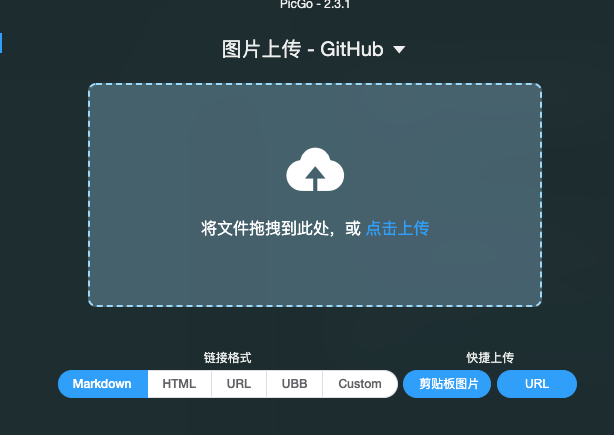 PicGo - 2.3.1
图片上传 - GitHub
将文件拖拽到此处，或 点击上传
链接格式 快捷上传
Markdown HTML URL UBB Custom 剪贴板图片 URL